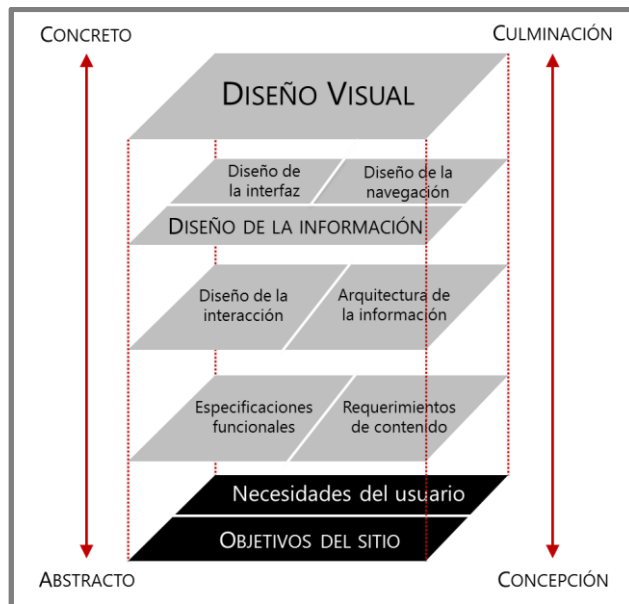 CONCRETO
CULMINACIÓN
DISEÑO VISUAL
Diseño de
la interfaz
Diseño de la
navegación
DISEÑO DE LA INFORMACIÓN
Diseño de la
interacción
Arquitectura de
la información
Especificaciones
funcionales
Requerimientos
de contenido
Necesidades del usuario
OBJETIVOS DEL SITIO
ABSTRACTO
CONCEPCIÓN